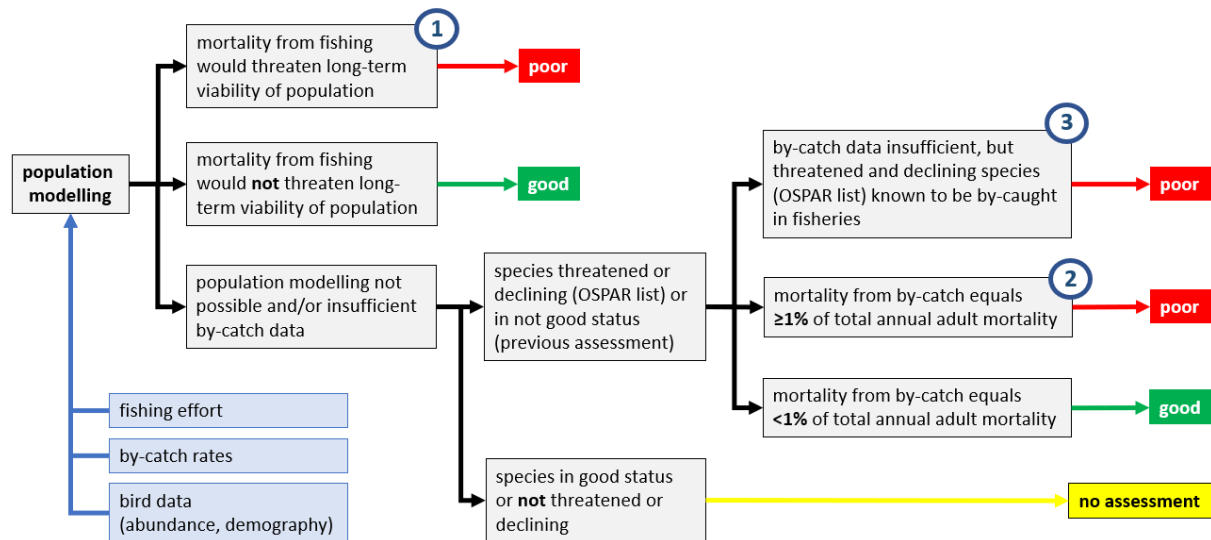 population
modelling
mortality from fishing
would threaten long-term
viability of population
1
poor
mortality from fishing
would not threaten long-
term viability of population
good
population modelling not
possible and/or insufficient
by-catch data
species threatened or
declining (OSPAR list) or
in not good status
(previous assessment)
by-catch data insufficient, but
threatened and declining species
(OSPAR list) known to be by-caught
in fisheries
3
poor
mortality from by-catch equals
≥1% of total annual adult mortality
2
poor
mortality from by-catch equals
<1% of total annual adult mortality
good
species in good status
or not threatened or
declining
no assessment
fishing effort
by-catch rates
bird data
(abundance, demography)